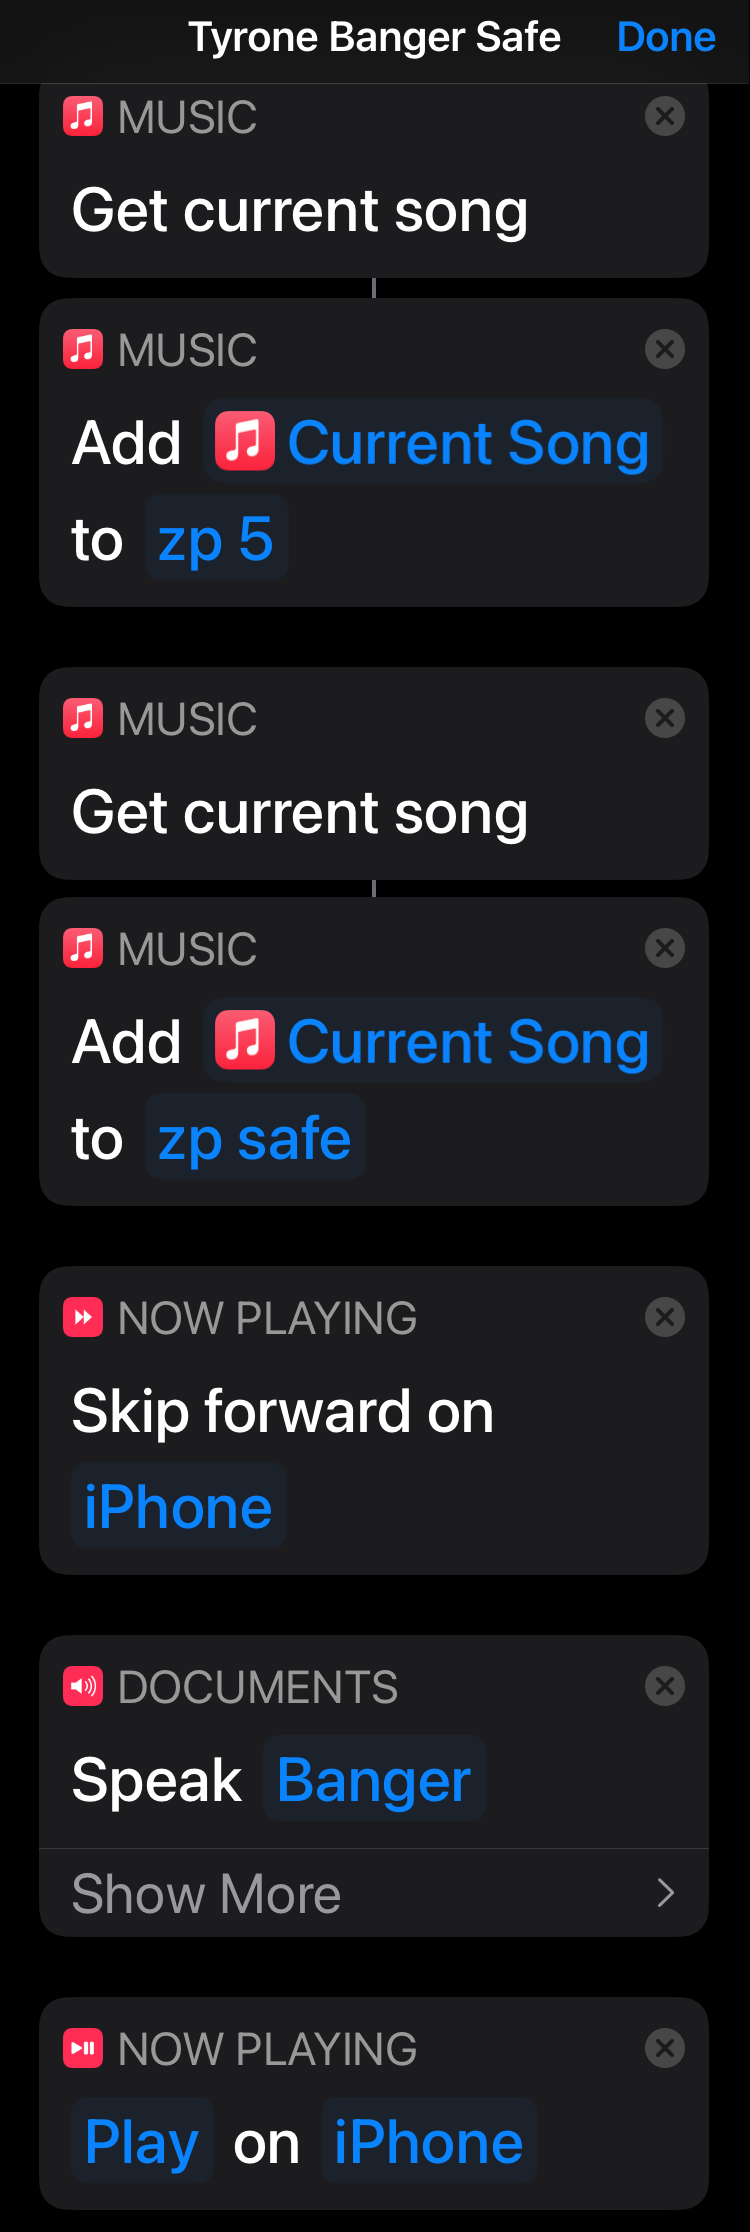 Tyrone Banger Safe Done
MUSIC
Get current song
MUSIC
Add Current Song
to zp 5
MUSIC
Get current song
MUSIC
Add Current Song
to zp safe
NOW PLAYING
Skip forward on
iPhone
DOCUMENTS
Speak Banger
Show More
NOW PLAYING
Play on iPhone